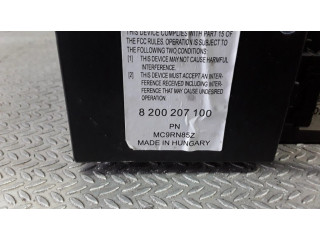 THIS DEVICE COMPLIES WITH PART 15 OF
THE FCC RULES. OPERATION IS SUBJECT TO
THE FOLLOWING TWO CONDITIONS:
[1] THIS DEVICE MAY NOT CAUSE HARMFUL
INTERFERENCE.
[2] THIS DEVICE MUST ACCEPT AN INTER-
FERENCE RECEIVED INCLUDING INTER-
FERENCE THAT MAY CAUSE UNDESIRED
OPERATION.
8 200 207 100
PN
MC9RN85Z
MADE IN HUNGARY